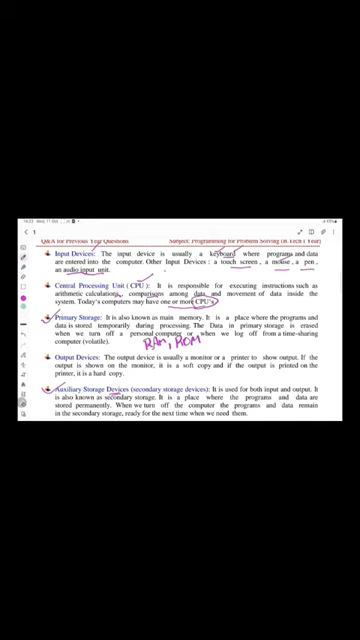 16:23 Wed, 11 Oct
1
Q&A for Previous Year Questions Subject: Programming for Problem Solving (B.Tech I Year)
Input Devices: The input device is usually a keyboard where programs and data
are entered into the computer. Other Input Devices : a touch screen , a mouse , a pen ,
an audio input unit .
Central Processing Unit ( CPU ): It is responsible for executing instructions such as
arithmetic calculations, comparisons among data and movement of data inside the
system. Today's computers may have one or more CPU's
Primary Storage: It is also known as main memory. It is a place where the programs and
data is stored temporarily during processing. The Data in primary storage is erased
when we turn off a personal computer or when we log off from a time-sharing
computer (volatile).
RAM, ROM
Output Devices: The output device is usually a monitor or a printer to show output. If
the output is shown on the monitor, it is a soft copy and if the output is printed on the
printer, it is a hard copy.
Auxiliary Storage Devices (secondary storage devices): It is used for both input and output. It
is also known as secondary storage. It is a place where the programs and data are
stored permanently. When we turn off the computer the programs and data remain
in the secondary storage, ready for the next time when we need them.